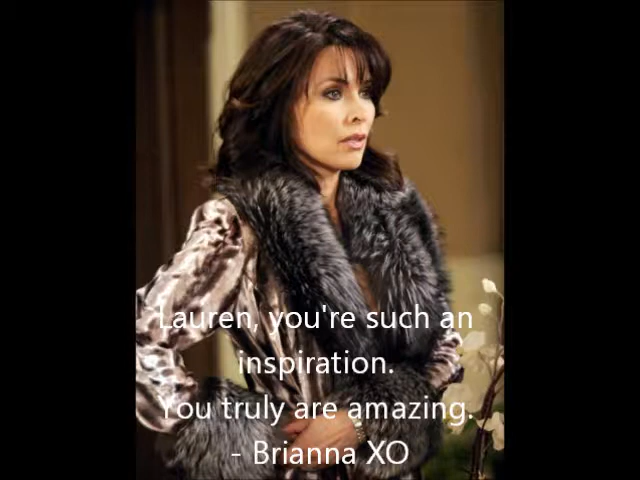 Lauren, you're such an
inspiration.
You truly are amazing.
- Brianna XO